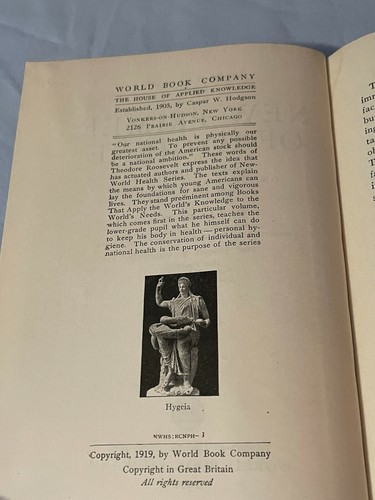 WORLD BOOK COMPANY
THE HOUSE OF APPLIED KNOWLEDGE
Established, 1905, by Caspar W. Hodgson
YONKERS-ON-HUDSON, NEW YORK
2126 PRAIRIE AVENUE, CHICAGO
"Our national health is physically our
greatest asset. To prevent any possible
deterioration of the American stock should
be a national ambition." These words of
Theodore Roosevelt express the idea that
has actuated authors and publisher of New-
World Health Series. The texts explain
the means by which young Americans can
lay the foundations for sane and vigorous
lives. They stand preëminent among Books
That Apply the World's Knowledge to the
World's Needs. This particular volume,
which comes first in the series, teaches the
lower-grade pupil what he himself can do
to keep his body in health — personal hy-
giene. The conservation of individual and
national health is the purpose of the series
Hygeia
NWHS:RCNPH-3
Copyright, 1919, by World Book Company
Copyright in Great Britain
All rights reserved